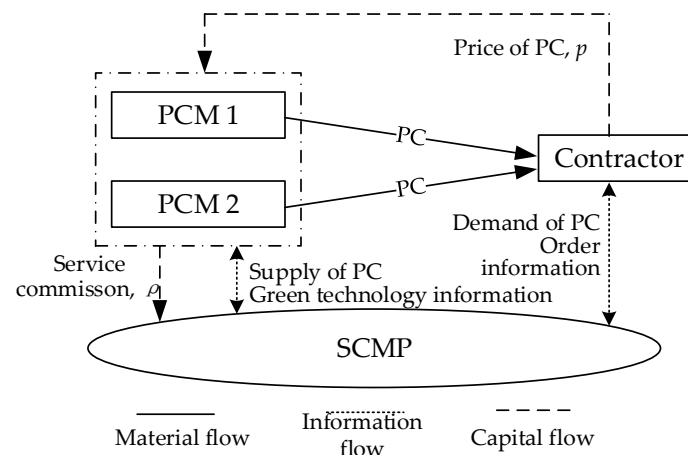 Price of PC, p
PCM 1
PC
Contractor
PCM 2
PC
Demand of PC
Order
information
Service
commisson, ρ
Supply of PC
Green technology information
SCMP
Material flow
Information
flow
Capital flow